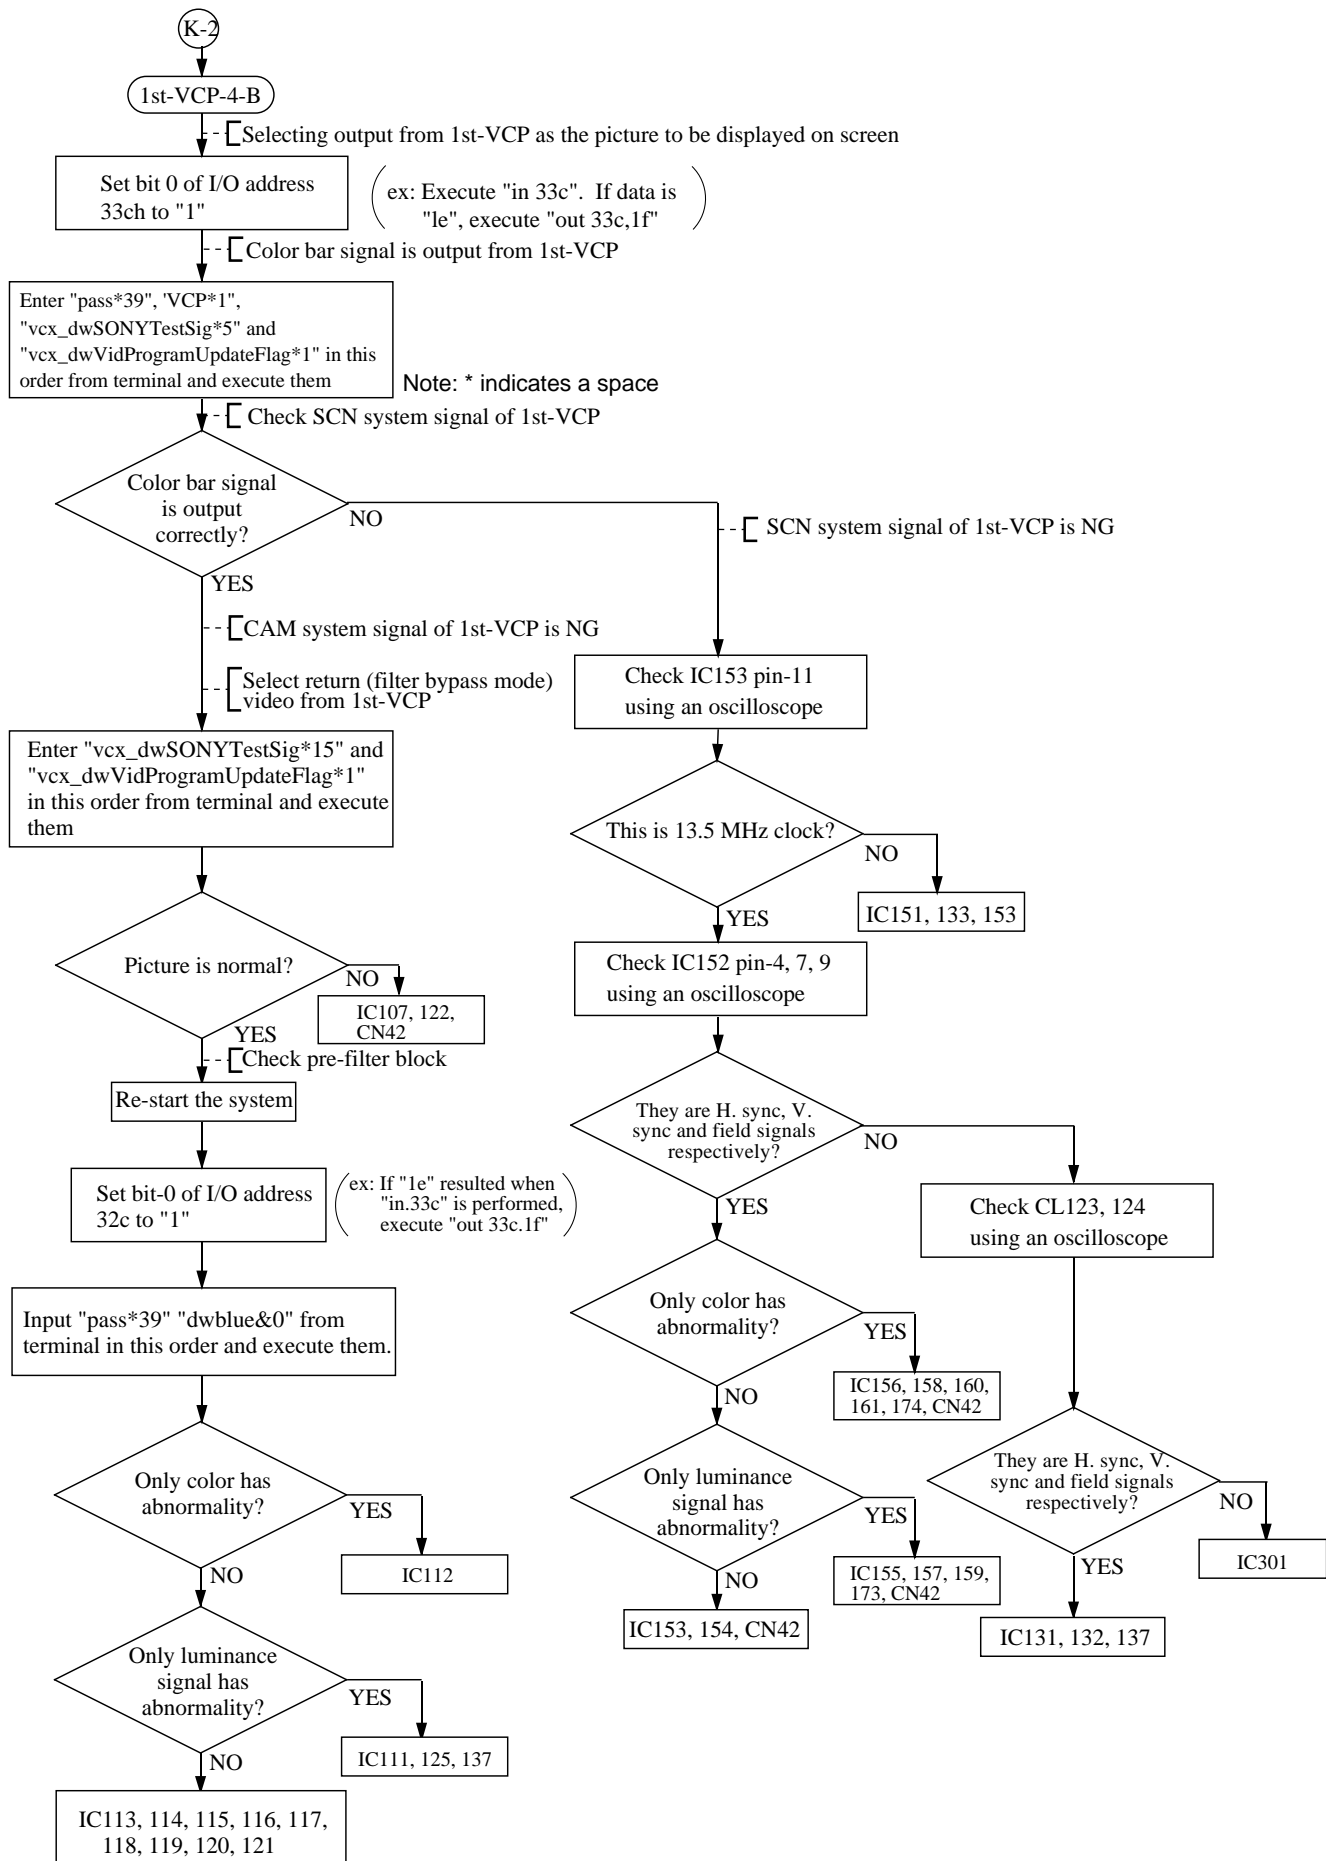 K-2
1st-VCP-4-B
Selecting output from 1st-VCP as the picture to be displayed on screen
Set bit 0 of I/O address
33ch to "1"
ex: Execute "in 33c". If data is
"le", execute "out 33c,1f"
Color bar signal is output from 1st-VCP
Enter "pass*39", 'VCP*1",
"vcx_dwSONYTestSig*5" and
"vcx_dwVidProgramUpdateFlag*1" in this
order from terminal and execute them
Note: * indicates a space
Check SCN system signal of 1st-VCP
Color bar signal
is output
correctly?
NO
YES
SCN system signal of 1st-VCP is NG
CAM system signal of 1st-VCP is NG
Select return (filter bypass mode)
video from 1st-VCP
Enter "vcx_dwSONYTestSig*15" and
"vcx_dwVidProgramUpdateFlag*1"
in this order from terminal and execute
them
Picture is normal?
NO
IC107, 122,
CN42
YES
Check pre-filter block
Re-start the system
Set bit-0 of I/O address
32c to "1"
ex: If "1e" resulted when
"in.33c" is performed,
execute "out 33c.1f"
Input "pass*39" "dwblue&0" from
terminal in this order and execute them.
Only color has
abnormality?
YES
IC112
NO
Only luminance
signal has
abnormality?
YES
IC111, 125, 137
NO
IC113, 114, 115, 116, 117,
118, 119, 120, 121
Check IC153 pin-11
using an oscilloscope
This is 13.5 MHz clock?
NO
IC151, 133, 153
YES
Check IC152 pin-4, 7, 9
using an oscilloscope
They are H. sync, V.
sync and field signals
respectively?
NO
YES
Only color has
abnormality?
YES
IC156, 158, 160,
161, 174, CN42
NO
Only luminance
signal has
abnormality?
YES
IC155, 157, 159,
173, CN42
NO
IC153, 154, CN42
Check CL123, 124
using an oscilloscope
They are H. sync, V.
sync and field signals
respectively?
NO
IC301
YES
IC131, 132, 137